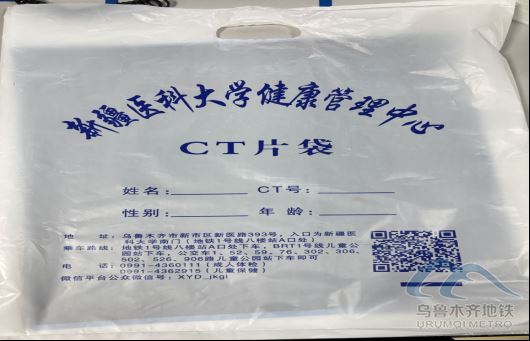 新疆医科大学健康管理中心
CT片袋
姓名: CT号:
性别: 年龄:
地 址: 乌鲁木齐市新市区新医路393号,入口为新疆医
科大学南门(地铁1号线八楼站A口处)
乘车路线: 地铁1号线八楼站A口处下车,BRT1号线儿童公
园站下车,公交车1、52、59、76、302、306、
502、526、906路儿童公园站下车即可
电 话: 0991-4360111(成人体检)
0991-4362915(儿童保健)
微信平台公众微信号:XYD_jkgl
乌鲁木齐地铁
URUMQI METRO